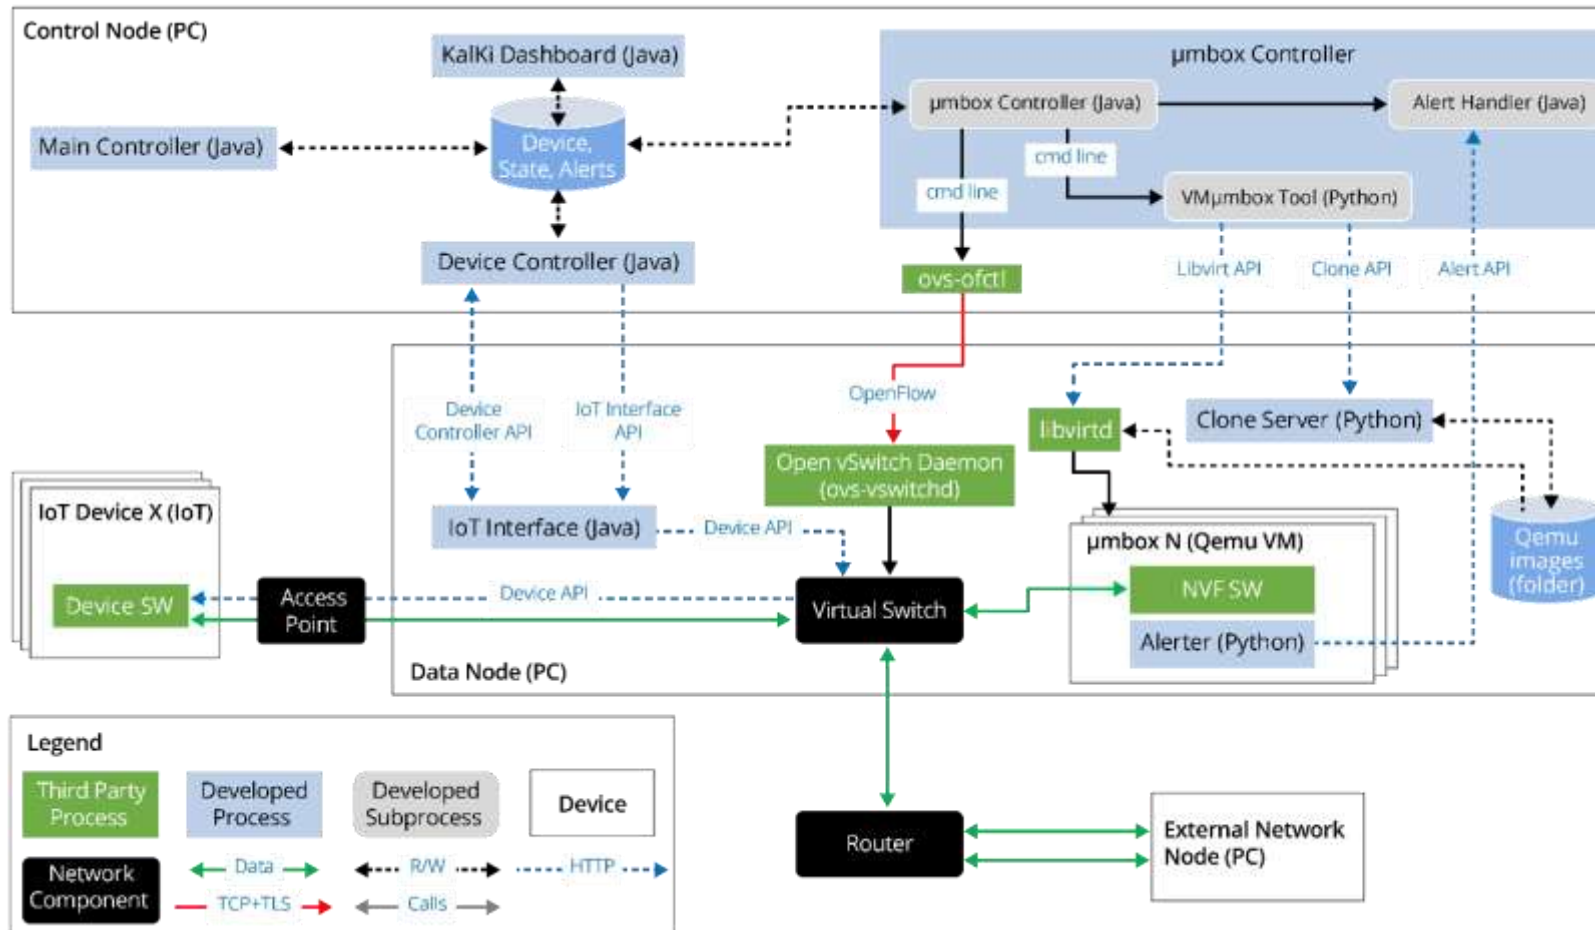 Control Node (PC)
KalKi Dashboard (Java)
Main Controller (Java)
Device,
State, Alerts
Device Controller (Java)
µmbox Controller
µmbox Controller (Java)
Alert Handler (Java)
cmd line
cmd line
VMµmbox Tool (Python)
ovs-ofctl
Libvirt API
Clone API
Alert API
Device
Controller API
IoT Interface
API
OpenFlow
libvirtd
Clone Server (Python)
Open vSwitch Daemon
(ovs-vswitchd)
IoT Device X (IoT)
IoT Interface (Java)
Device API
µmbox N (Qemu VM)
Qemu
images
(folder)
Device SW
Access
Point
Device API
Virtual Switch
NVF SW
Alerter (Python)
Data Node (PC)
Legend
Third Party
Process
Developed
Process
Developed
Subprocess
Device
Network
Component
Data
R/W
HTTP
TCP+TLS
Calls
Router
External Network
Node (PC)